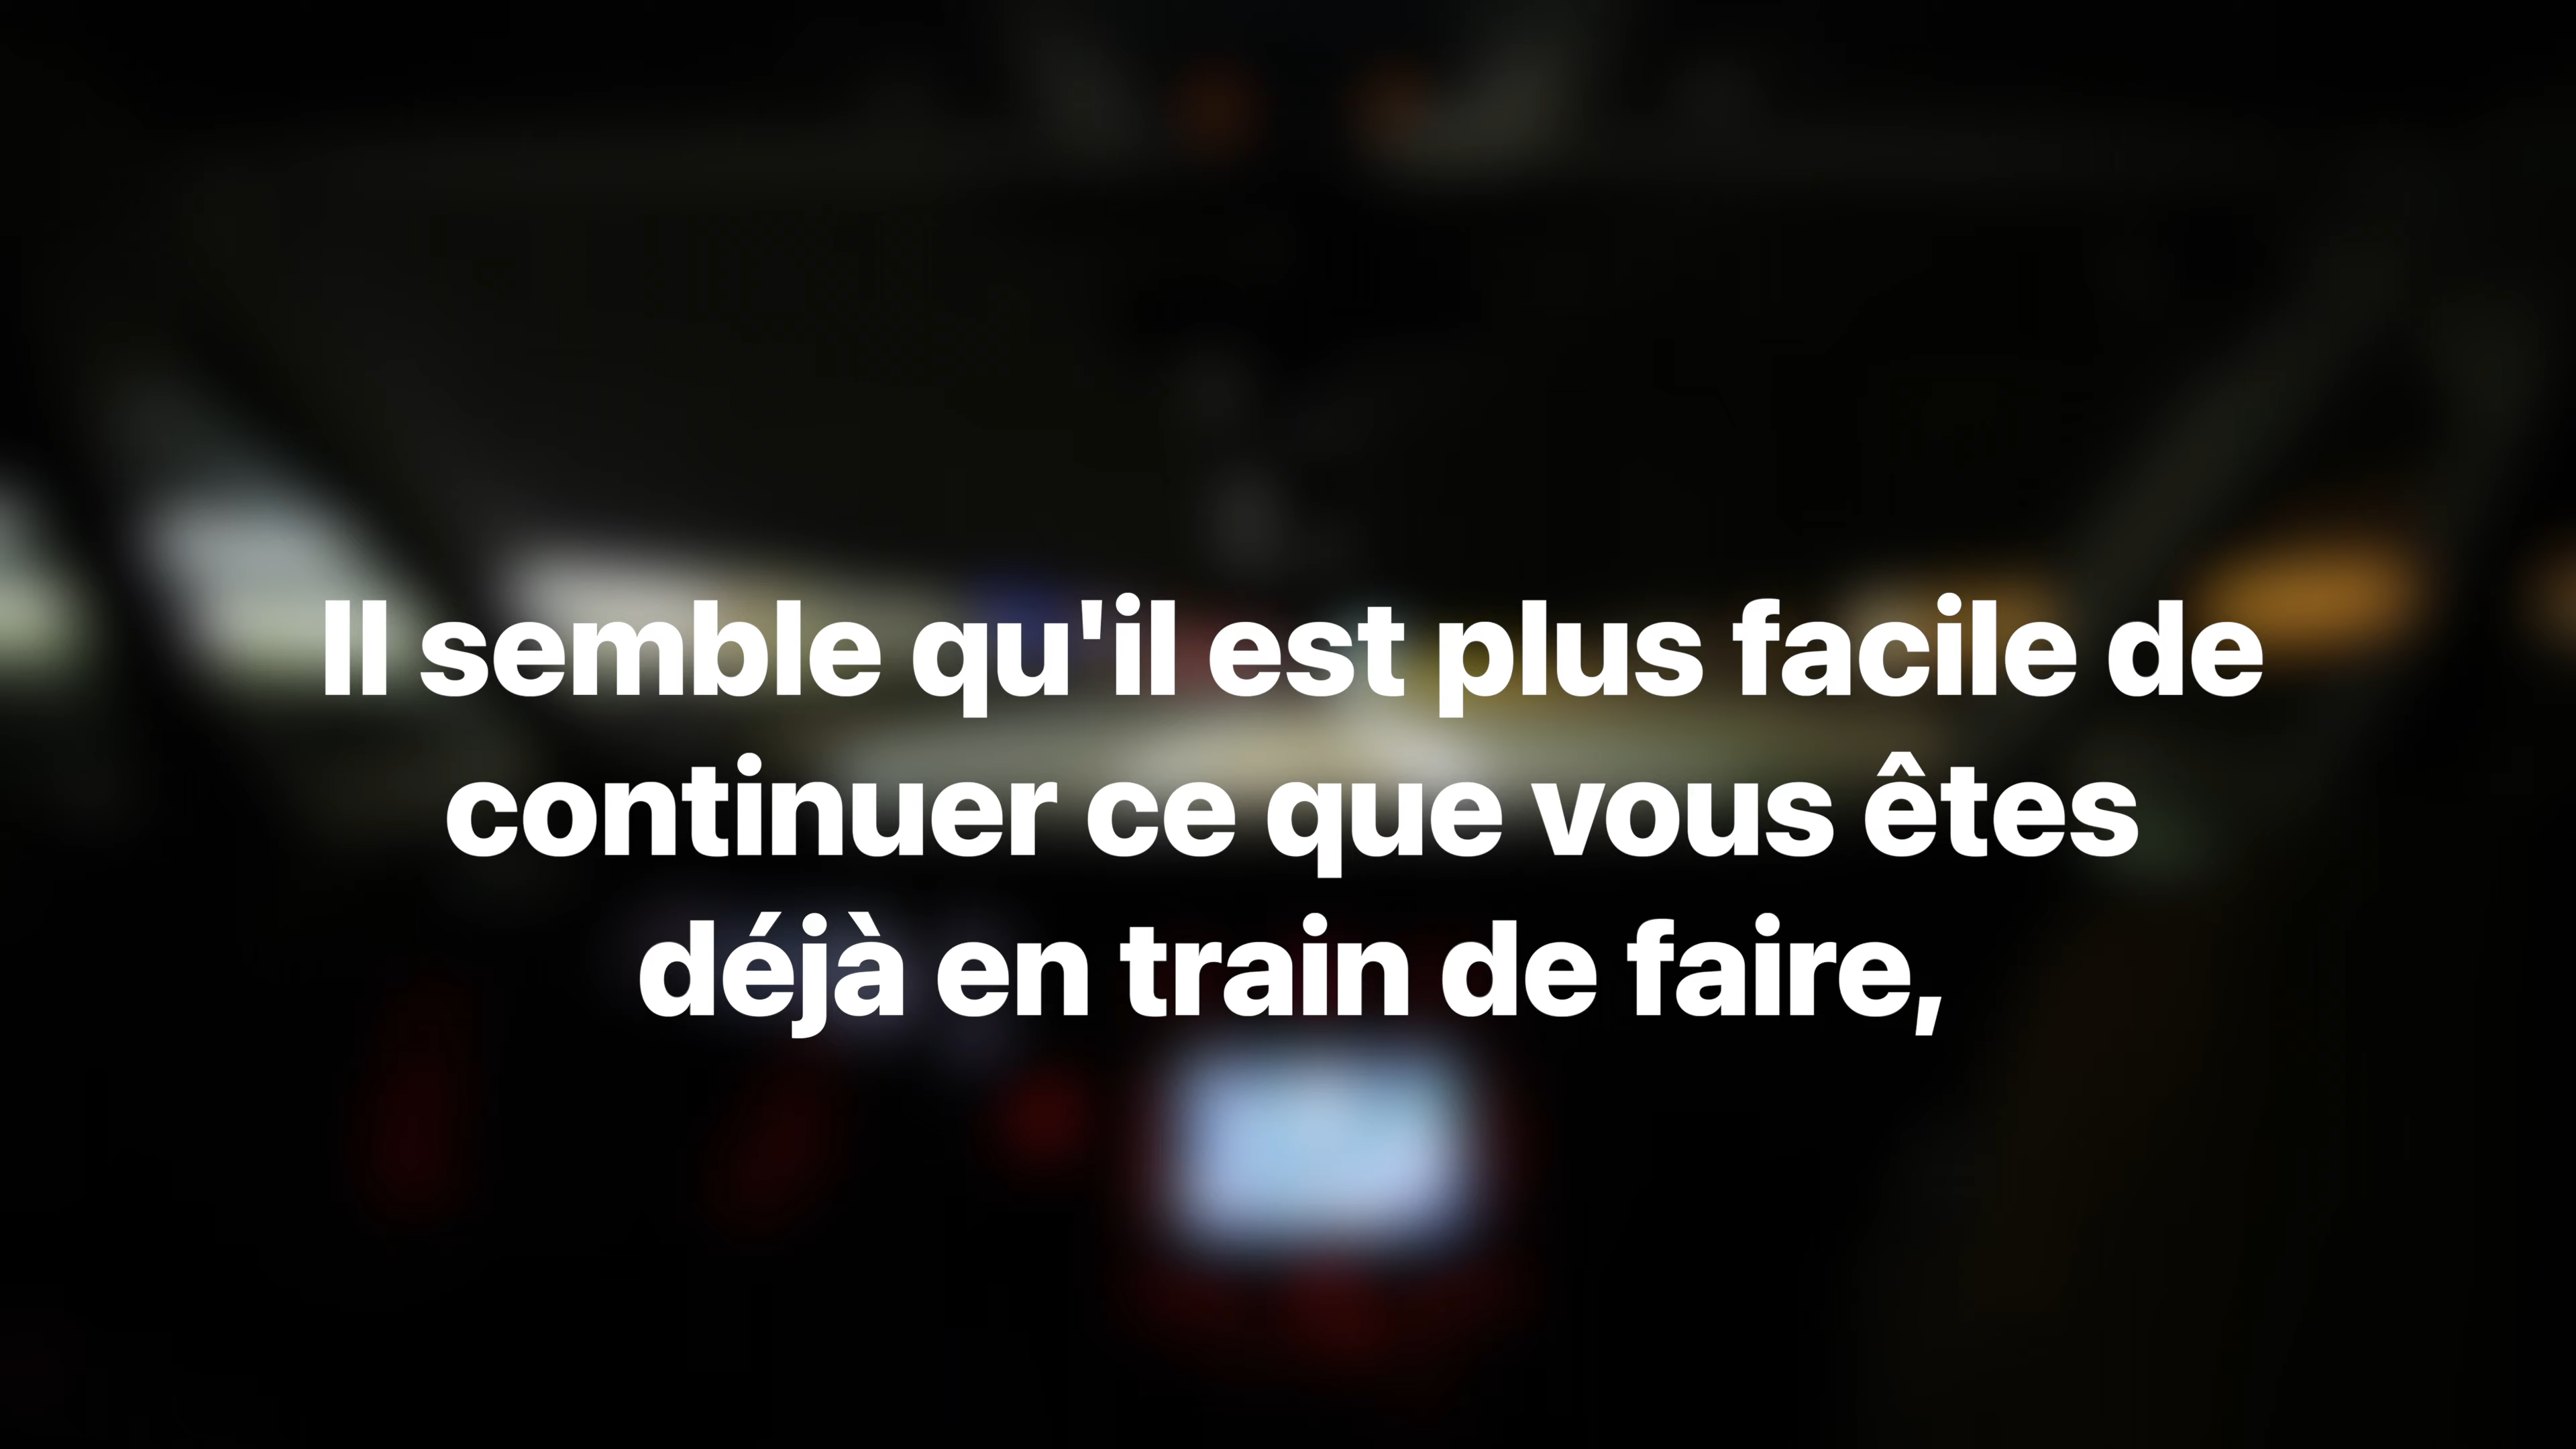 Il semble qu'il est plus facile de
continuer ce que vous êtes
déjà en train de faire,